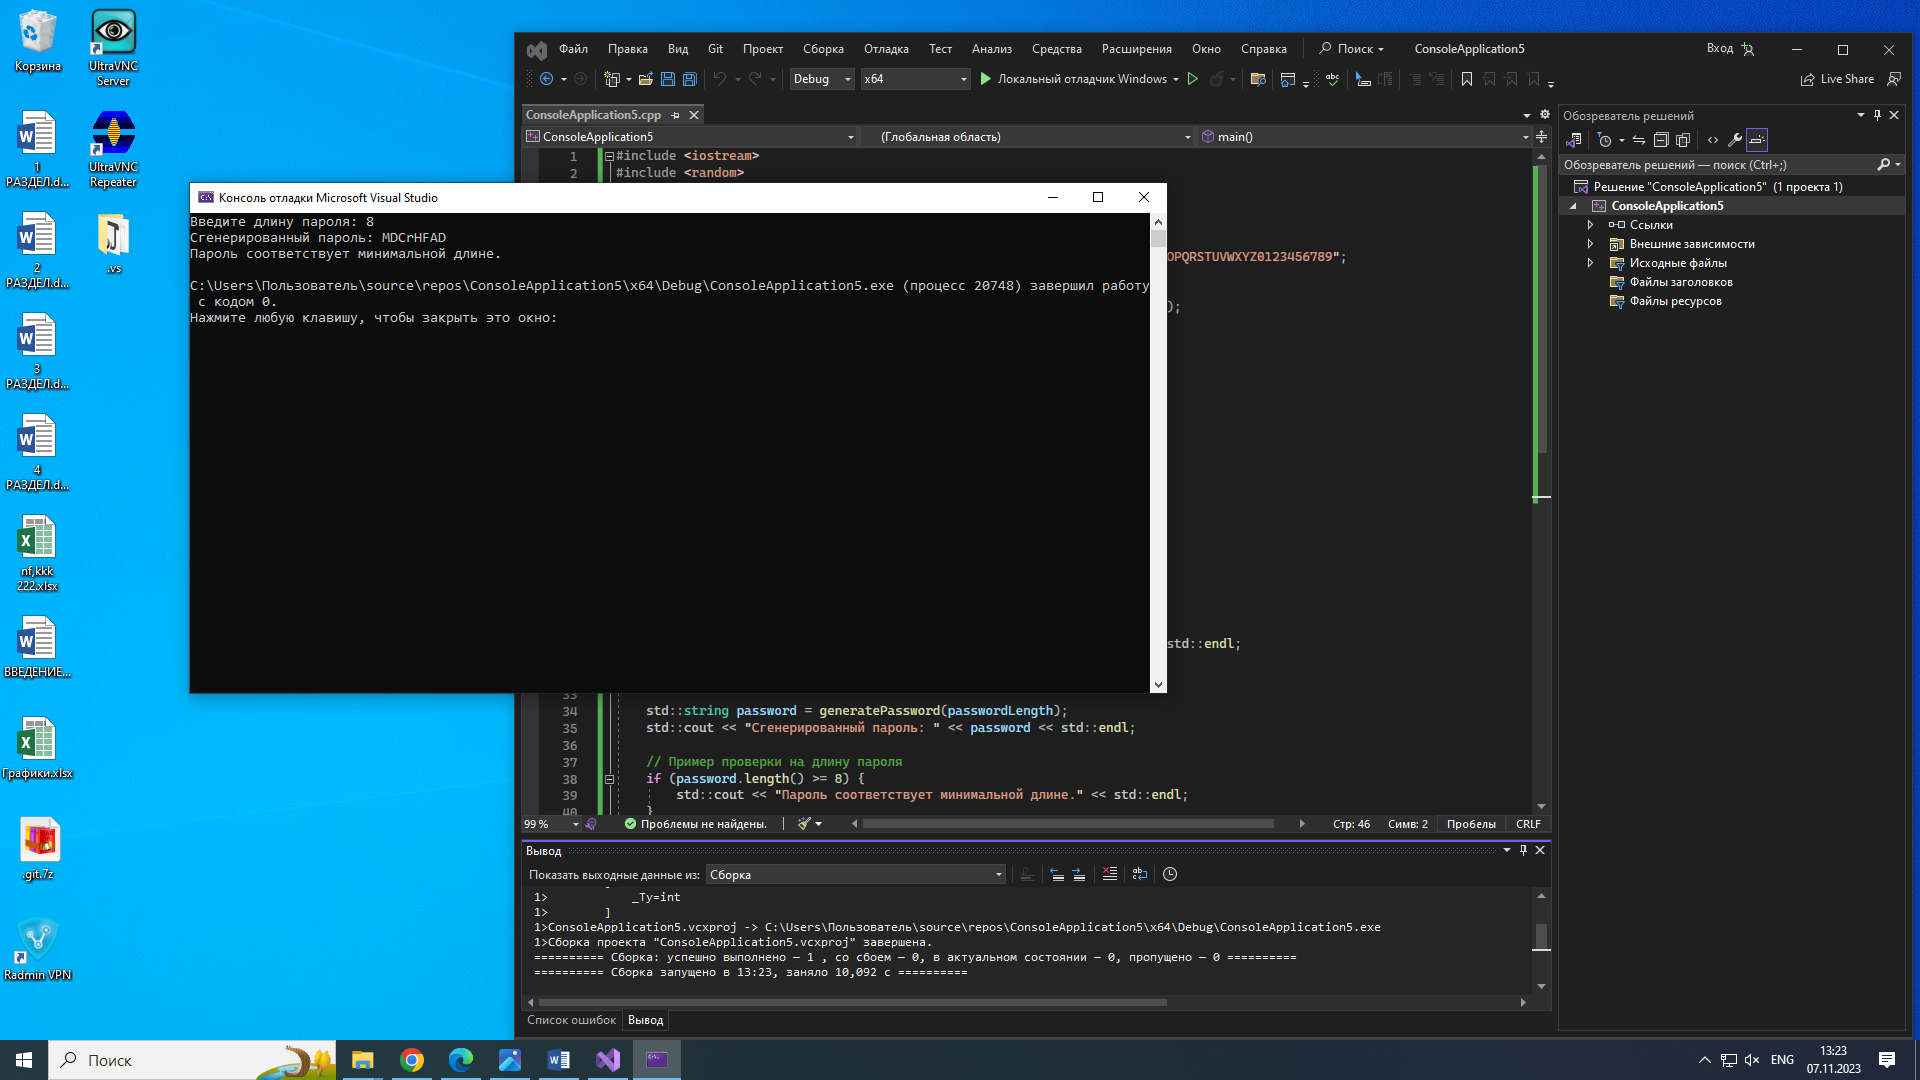 Корзина
UltraVNC
Server
1
РАЗДЕЛ.d...
UltraVNC
Repeater
2
РАЗДЕЛ.d...
.vs
3
РАЗДЕЛ.d...
4
РАЗДЕЛ.d...
nf,kkk
222.xlsx
ВВЕДЕНИЕ...
Графики.xlsx
.git.7z
Radmin VPN
Файл Правка Вид Git Проект Сборка Отладка Тест Анализ Средства Расширения Окно Справка Поиск ConsoleApplication5 Вход
Debug x64 Локальный отладчик Windows Live Share
ConsoleApplication5.cpp
ConsoleApplication5 (Глобальная область) main()
1 #include <iostream>
2 #include <random>
Консоль отладки Microsoft Visual Studio
Введите длину пароля: 8
Сгенерированный пароль: MDCrHFAD
Пароль соответствует минимальной длине.
C:\Users\Пользователь\source\repos\ConsoleApplication5\x64\Debug\ConsoleApplication5.exe (процесс 20748) завершил работу
с кодом 0.
Нажмите любую клавишу, чтобы закрыть это окно:
OPQRSTUVWXYZ0123456789";
);
std::endl;
33
34 std::string password = generatePassword(passwordLength);
35 std::cout << "Сгенерированный пароль: " << password << std::endl;
36
37 // Пример проверки на длину пароля
38 if (password.length() >= 8) {
39 std::cout << "Пароль соответствует минимальной длине." << std::endl;
40 }
99 % Проблемы не найдены. Стр: 46 Симв: 2 Пробелы CRLF
Вывод
Показать выходные данные из: Сборка
1> _Ty=int
1> ]
1>ConsoleApplication5.vcxproj -> C:\Users\Пользователь\source\repos\ConsoleApplication5\x64\Debug\ConsoleApplication5.exe
1>Сборка проекта "ConsoleApplication5.vcxproj" завершена.
========== Сборка: успешно выполнено — 1 , со сбоем — 0, в актуальном состоянии — 0, пропущено — 0 ==========
========== Сборка запущено в 13:23, заняло 10,092 с ==========
Список ошибок Вывод
Обозреватель решений
Обозреватель решений — поиск (Ctrl+;)
Решение "ConsoleApplication5" (1 проекта 1)
ConsoleApplication5
Ссылки
Внешние зависимости
Исходные файлы
Файлы заголовков
Файлы ресурсов
Поиск
ENG
13:23
07.11.2023